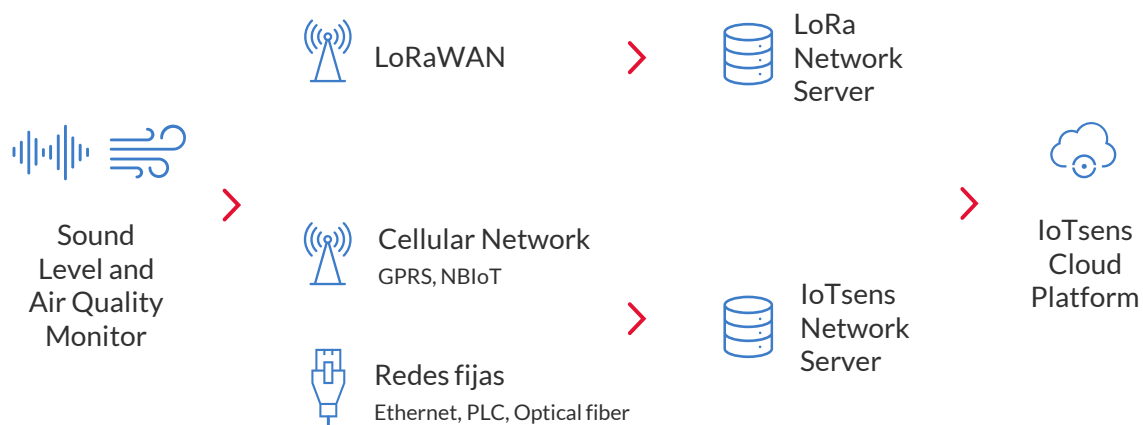 Sound
Level and
Air Quality
Monitor
LoRaWAN
Cellular Network
GPRS, NBIoT
Redes fijas
Ethernet, PLC, Optical fiber
LoRa
Network
Server
IoTsens
Network
Server
IoTsens
Cloud
Platform